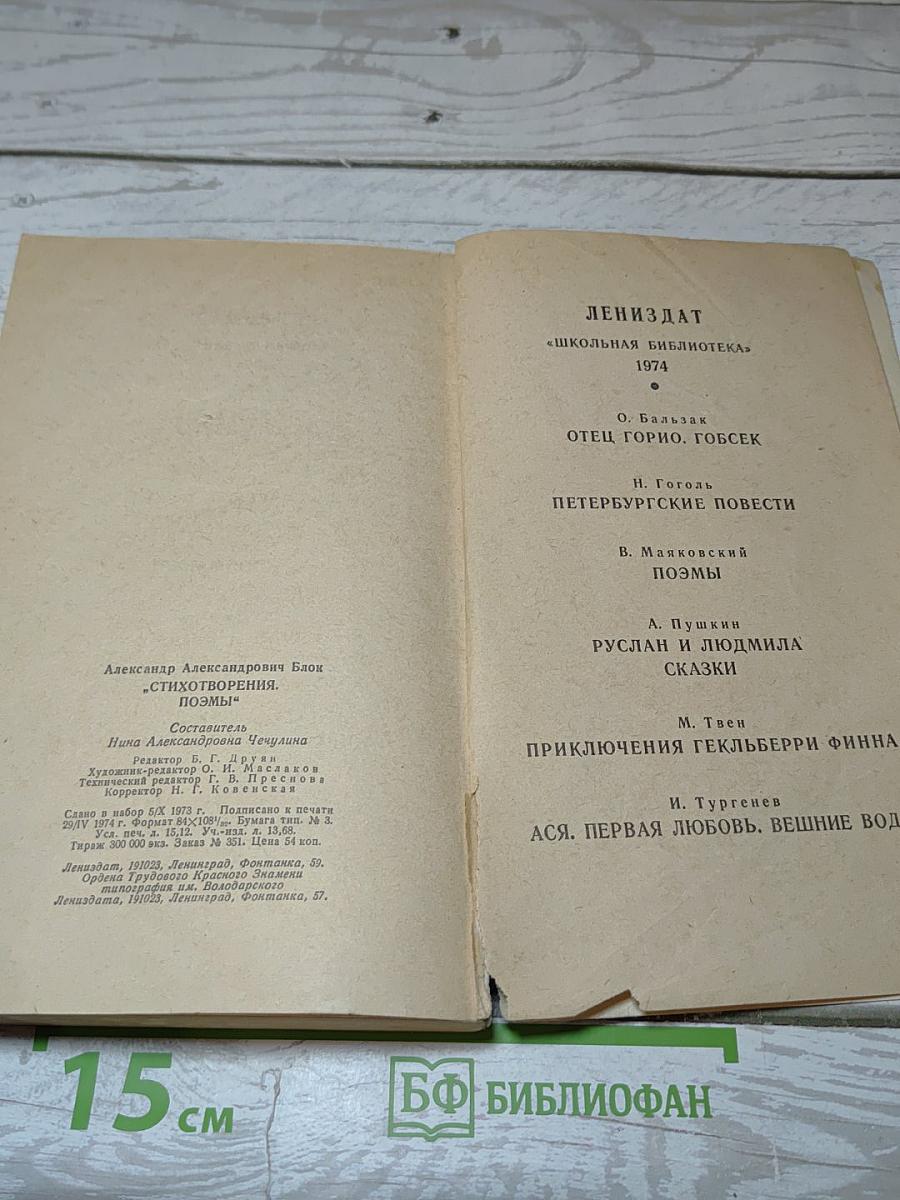 Александр Александрович Блок
„СТИХОТВОРЕНИЯ.
ПОЭМЫ“
Составитель
Нина Александровна Чечулина
Редактор Б. Г. Друян
Художник-редактор О. И. Маслаков
Технический редактор Г. В. Преснова
Корректор Н. Г. Ковенская
Сдано в набор 5/X 1973 г. Подписано к печати
29/IV 1974 г. Формат 84×108¹/₃₂. Бумага тип. № 3.
Усл. печ. л. 15,12. Уч.-изд. л. 13,68.
Тираж 300 000 экз. Заказ № 351. Цена 54 коп.
Лениздат, 191023, Ленинград, Фонтанка, 59.
Ордена Трудового Красного Знамени
типография им. Володарского
Лениздата, 191023, Ленинград, Фонтанка, 57.
ЛЕНИЗДАТ
«ШКОЛЬНАЯ БИБЛИОТЕКА»
1974
О. Бальзак
ОТЕЦ ГОРИО. ГОБСЕК
Н. Гоголь
ПЕТЕРБУРГСКИЕ ПОВЕСТИ
В. Маяковский
ПОЭМЫ
А. Пушкин
РУСЛАН И ЛЮДМИЛА
СКАЗКИ
М. Твен
ПРИКЛЮЧЕНИЯ ГЕКЛЬБЕРРИ ФИННА
И. Тургенев
АСЯ. ПЕРВАЯ ЛЮБОВЬ. ВЕШНИЕ ВОД
15 см
БФ БИБЛИОФАН